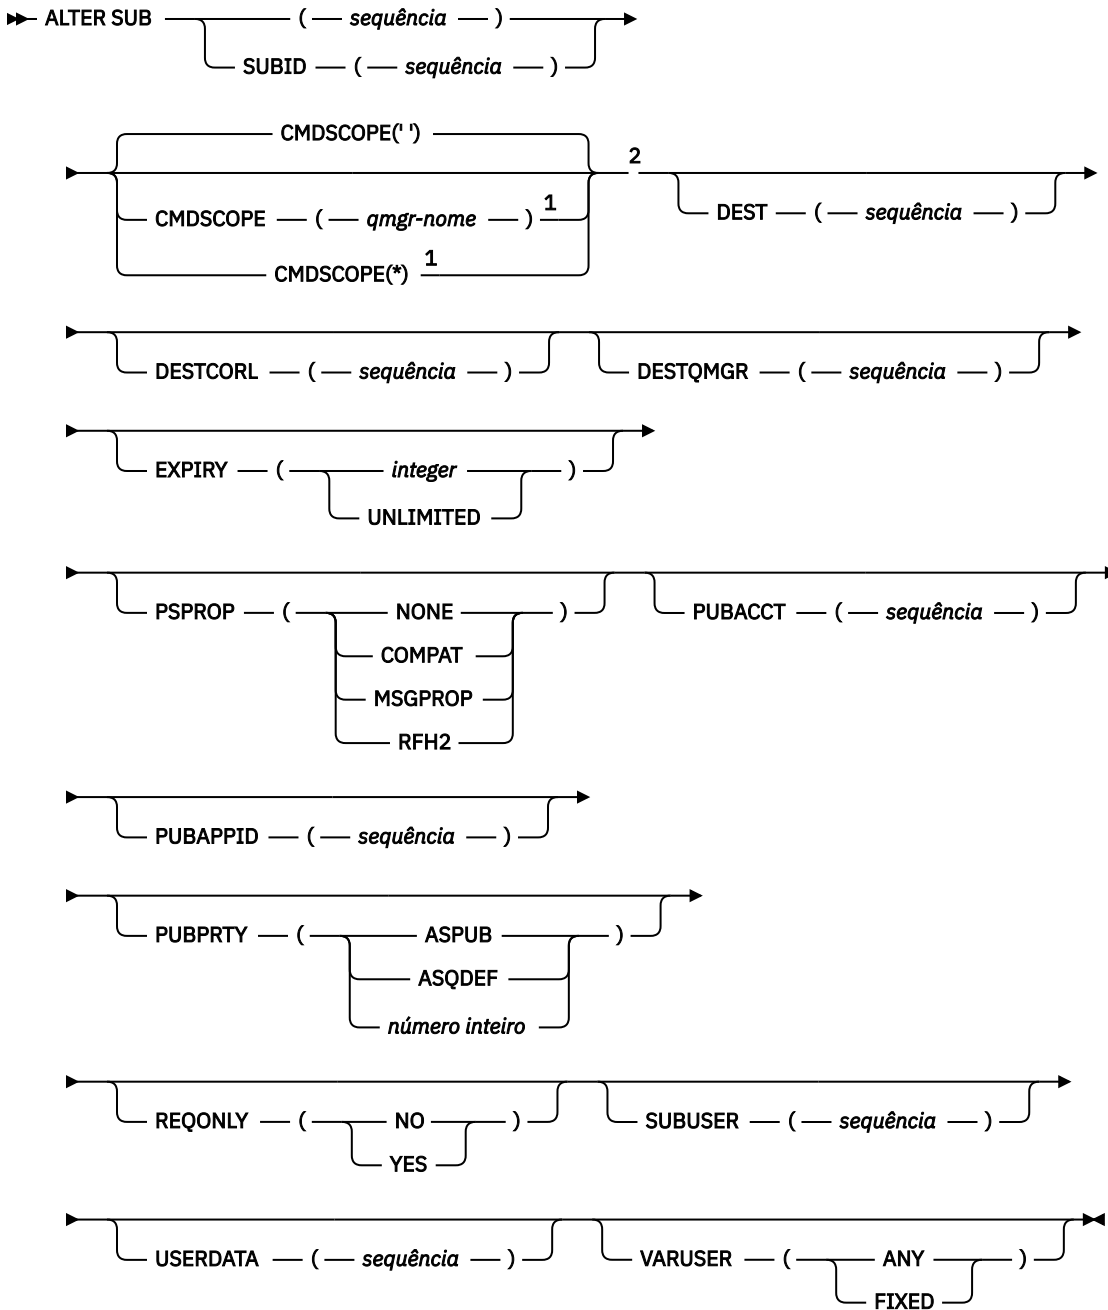 ALTER SUB ( sequência )
SUBID ( sequência )
CMDSCOPE(' ')
2
CMDSCOPE ( qmgr-nome ) 1
DEST ( sequência )
CMDSCOPE(*) 1
DESTCORL ( sequência ) DESTQMGR ( sequência )
EXPIRY ( integer )
UNLIMITED
PSPROP ( NONE ) PUBACCT ( sequência )
COMPAT
MSGPROP
RFH2
PUBAPPID ( sequência )
PUBPRTY ( ASPUB )
ASQDEF
número inteiro
REQONLY ( NO ) SUBUSER ( sequência )
YES
USERDATA ( sequência ) VARUSER ( ANY )
FIXED